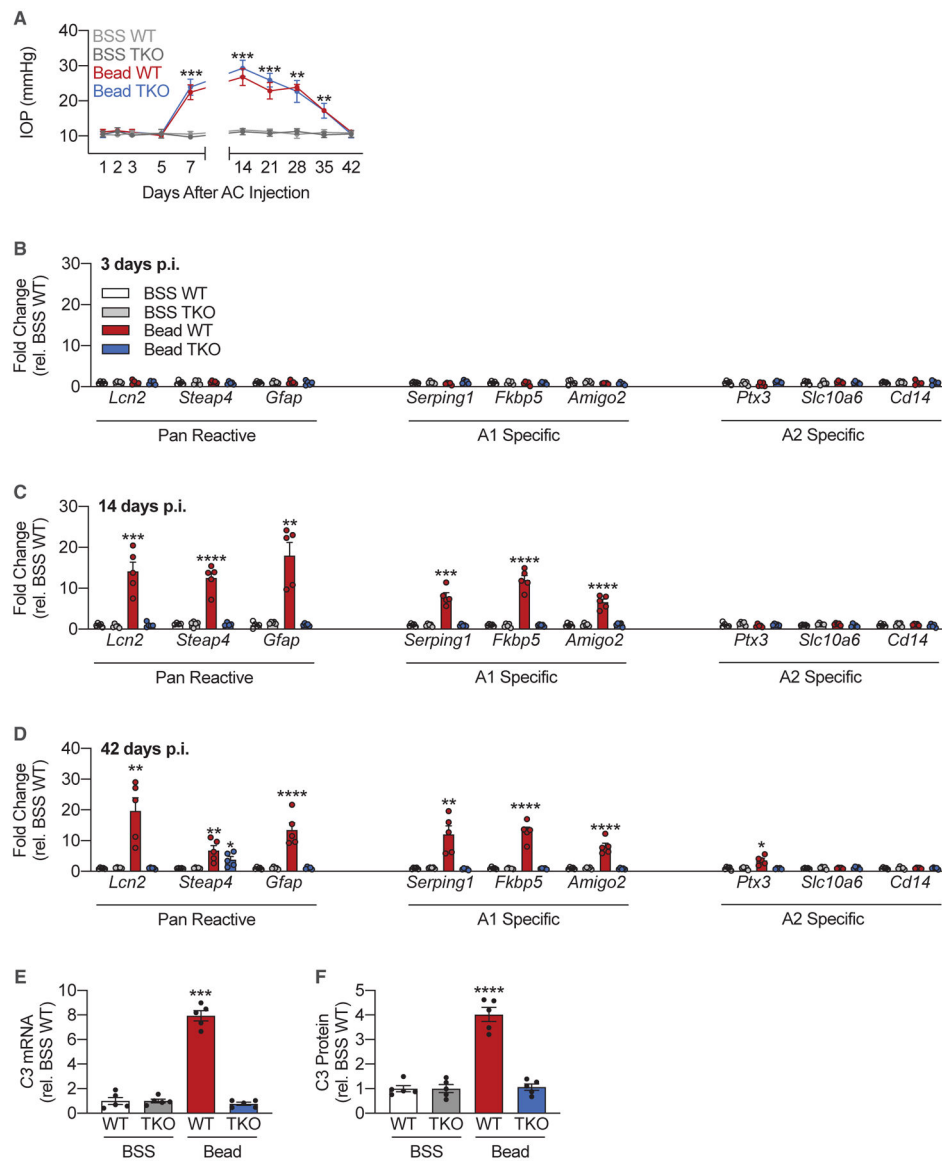 A
IOP (mmHg)
40
30
20
10
BSS WT
BSS TKO
Bead WT
Bead TKO
***
***
***
**
**
1 2 3 5 7 14 21 28 35 42
Days After AC Injection
B
3 days p.i.
Fold Change
(rel. BSS WT)
30
20
10
0
BSS WT
BSS TKO
Bead WT
Bead TKO
Lcn2 Steap4 Gfap Serping1 Fkbp5 Amigo2 Ptx3 Slc10a6 Cd14
Pan Reactive A1 Specific A2 Specific
C
14 days p.i.
Fold Change
(rel. BSS WT)
30
20
10
0
*** **** ** *** **** ****
Lcn2 Steap4 Gfap Serping1 Fkbp5 Amigo2 Ptx3 Slc10a6 Cd14
Pan Reactive A1 Specific A2 Specific
D
42 days p.i.
Fold Change
(rel. BSS WT)
40
30
20
10
0
** ** * **** ** **** **** *
Lcn2 Steap4 Gfap Serping1 Fkbp5 Amigo2 Ptx3 Slc10a6 Cd14
Pan Reactive A1 Specific A2 Specific
E
C3 mRNA
(rel. BSS WT)
10
8
6
4
2
0
***
WT TKO WT TKO
BSS Bead
F
C3 Protein
(rel. BSS WT)
5
4
3
2
1
0
****
WT TKO WT TKO
BSS Bead